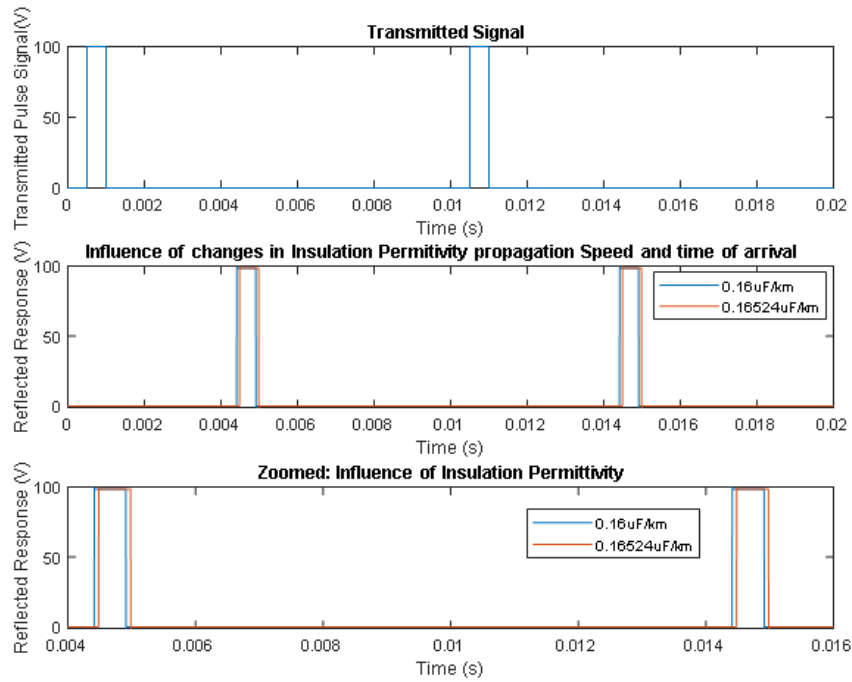 Transmitted Signal
Transmitted Pulse Signal(V)
100
50
0
0 0.002 0.004 0.006 0.008 0.01 0.012 0.014 0.016 0.018 0.02
Time (s)
Influence of changes in Insulation Permitivity propagation Speed and time of arrival
Reflected Response (V)
100
50
0
0.16uF/km
0.16524uF/km
0 0.002 0.004 0.006 0.008 0.01 0.012 0.014 0.016 0.018 0.02
Time (s)
Zoomed: Influence of Insulation Permittivity
Reflected Response (V)
100
50
0
0.16uF/km
0.16524uF/km
0.004 0.006 0.008 0.01 0.012 0.014 0.016
Time (s)